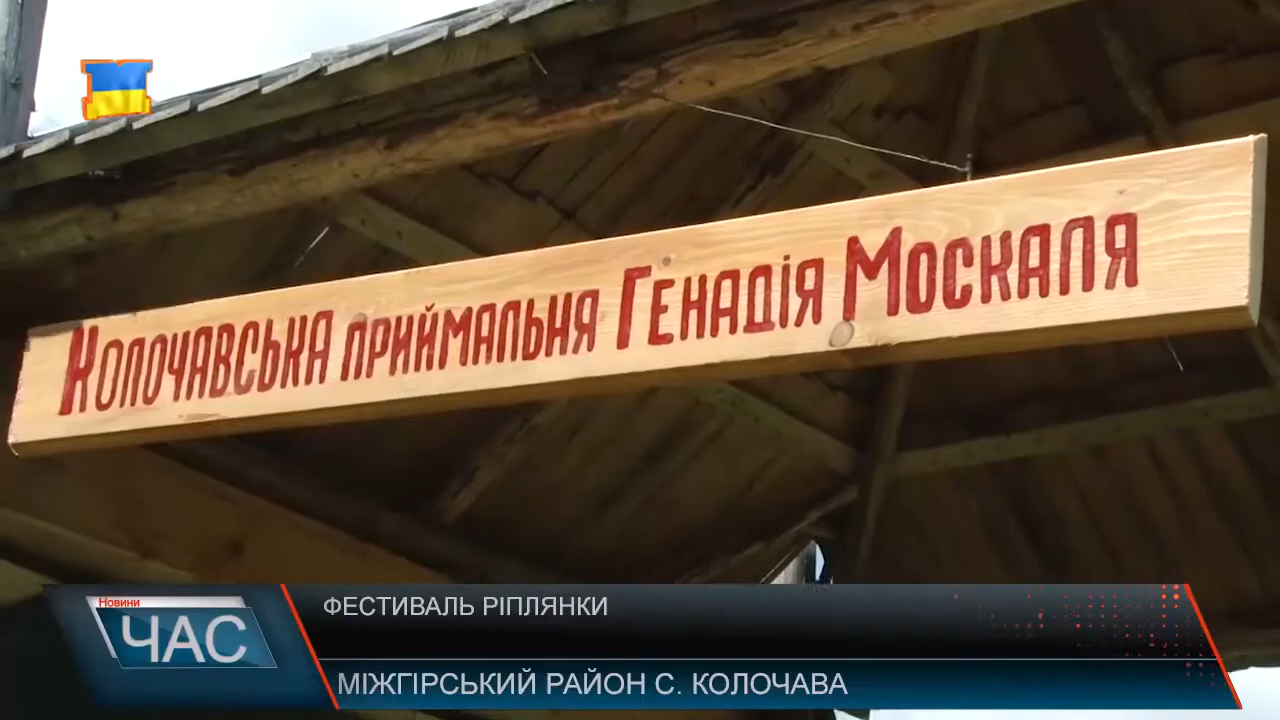 Колочавська приймальня Генадія Москаля
Новини
ЧАС
ФЕСТИВАЛЬ РІПЛЯНКИ
МІЖГІРСЬКИЙ РАЙОН С. КОЛОЧАВА